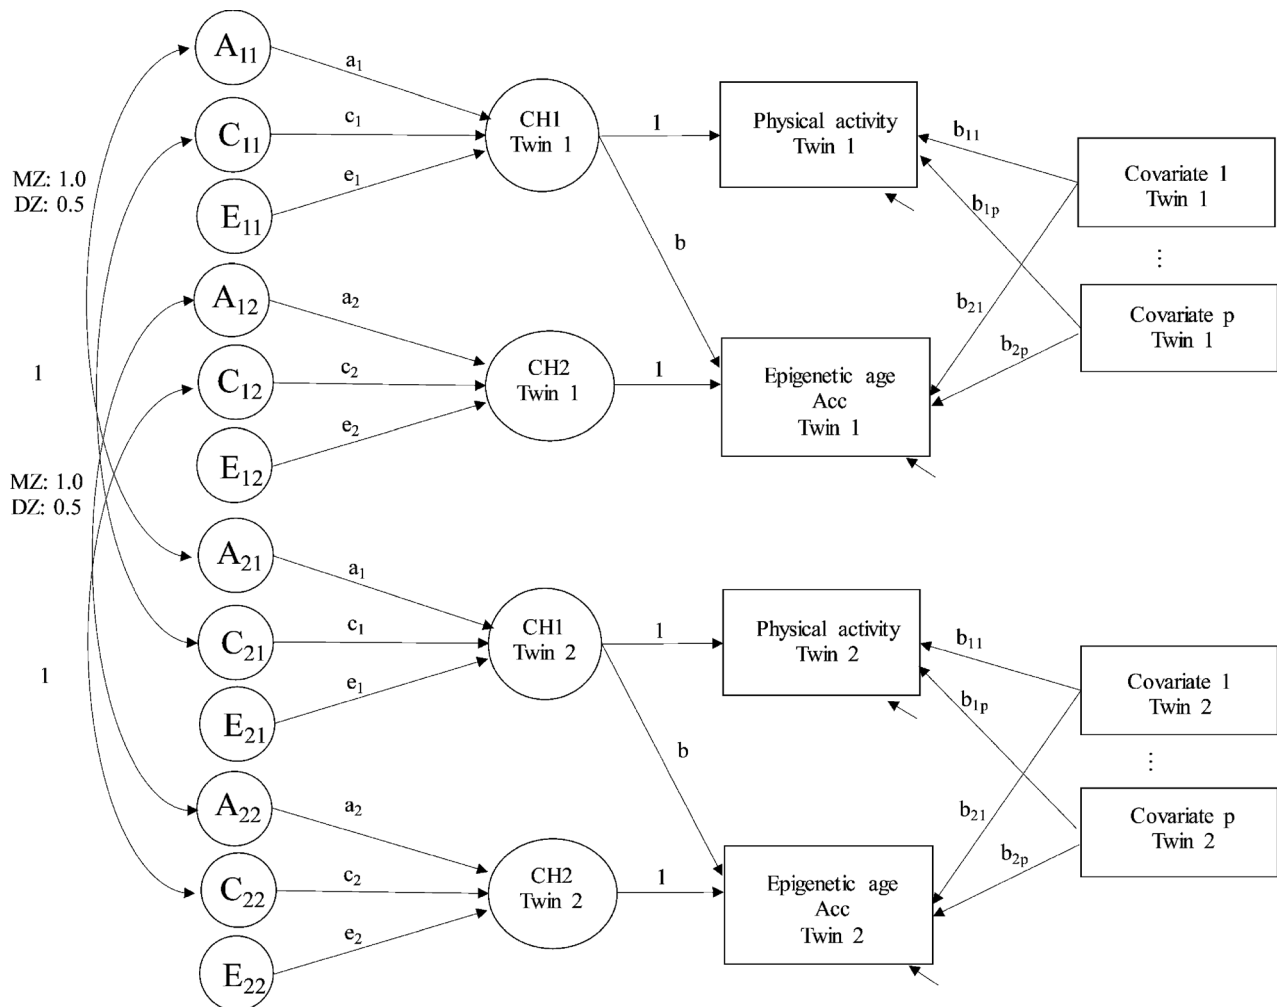 A11
a1
C11
c1
CH1
Twin 1
1
Physical activity
Twin 1
b11
Covariate 1
Twin 1
MZ: 1.0
DZ: 0.5
E11
e1
b1p
b
⋮
A12
a2
b21
Covariate p
Twin 1
1
C12
c2
CH2
Twin 1
1
Epigenetic age
Acc
Twin 1
b2p
E12
e2
MZ: 1.0
DZ: 0.5
A21
a1
C21
c1
CH1
Twin 2
1
Physical activity
Twin 2
b11
Covariate 1
Twin 2
1
E21
e1
b1p
b
⋮
A22
a2
b21
Covariate p
Twin 2
C22
c2
CH2
Twin 2
1
Epigenetic age
Acc
Twin 2
b2p
E22
e2